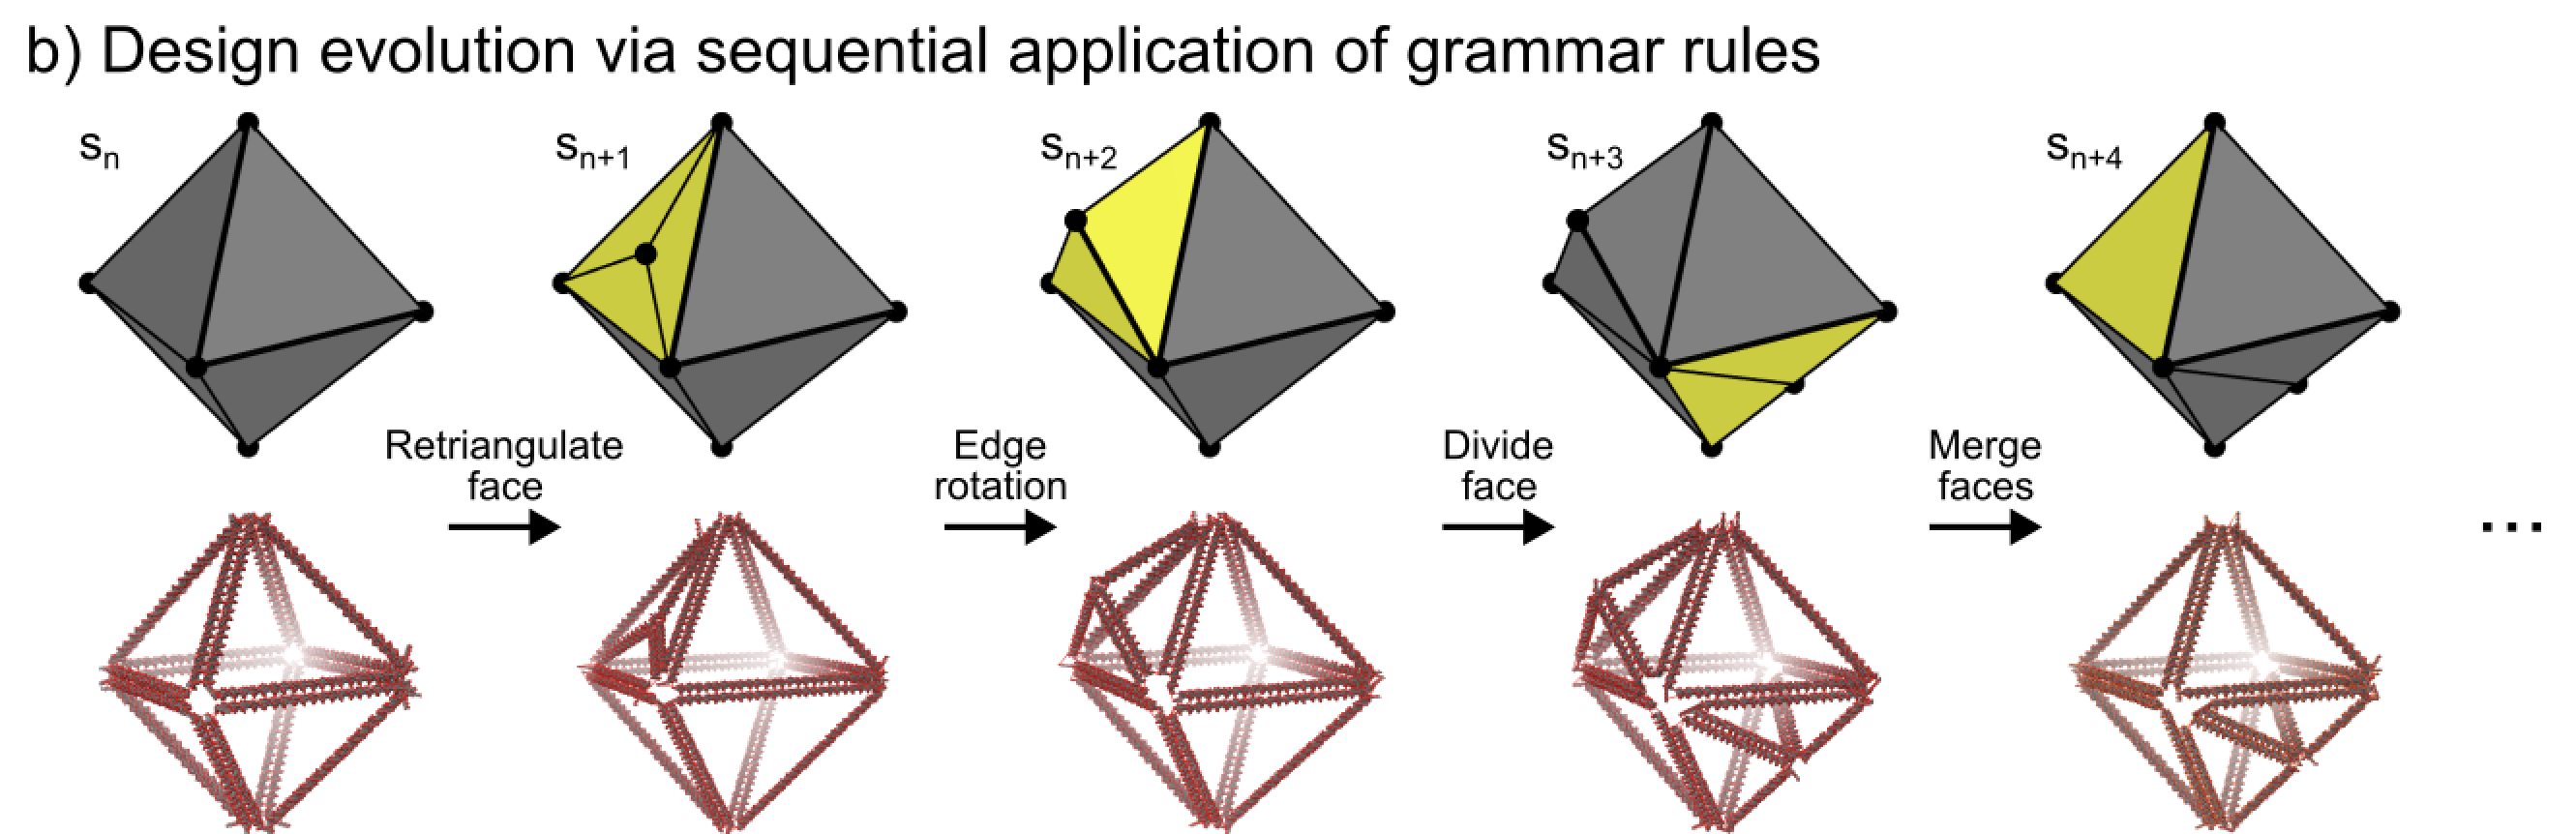 b) Design evolution via sequential application of grammar rules
sn
sn+1
sn+2
sn+3
sn+4
Retriangulate
face
Edge
rotation
Divide
face
Merge
faces
...